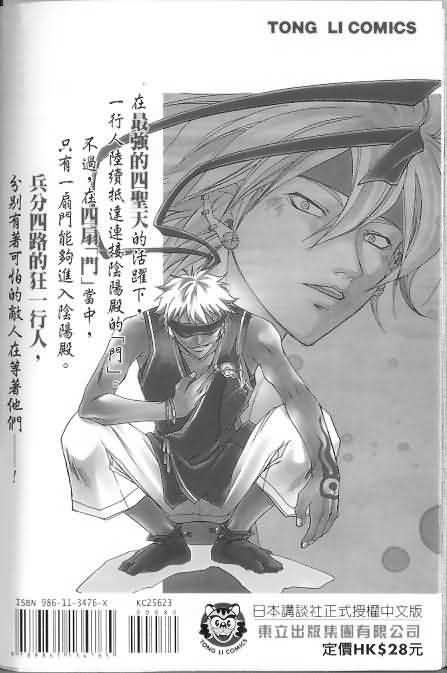 TONG LI COMICS
在最強的四聖天的活躍下，
一行人陸續抵達連接陰陽殿的「門」。
不過，在四扇「門」當中，
只有一扇門能夠進入陰陽殿。
兵分四路的狂一行人，
分別有著可怕的敵人在等著他們——！
ISBN 986-11-3476-X
KC25623
00080
TONG LI COMICS
日本講談社正式授權中文版
東立出版集團有限公司
定價HK$28元